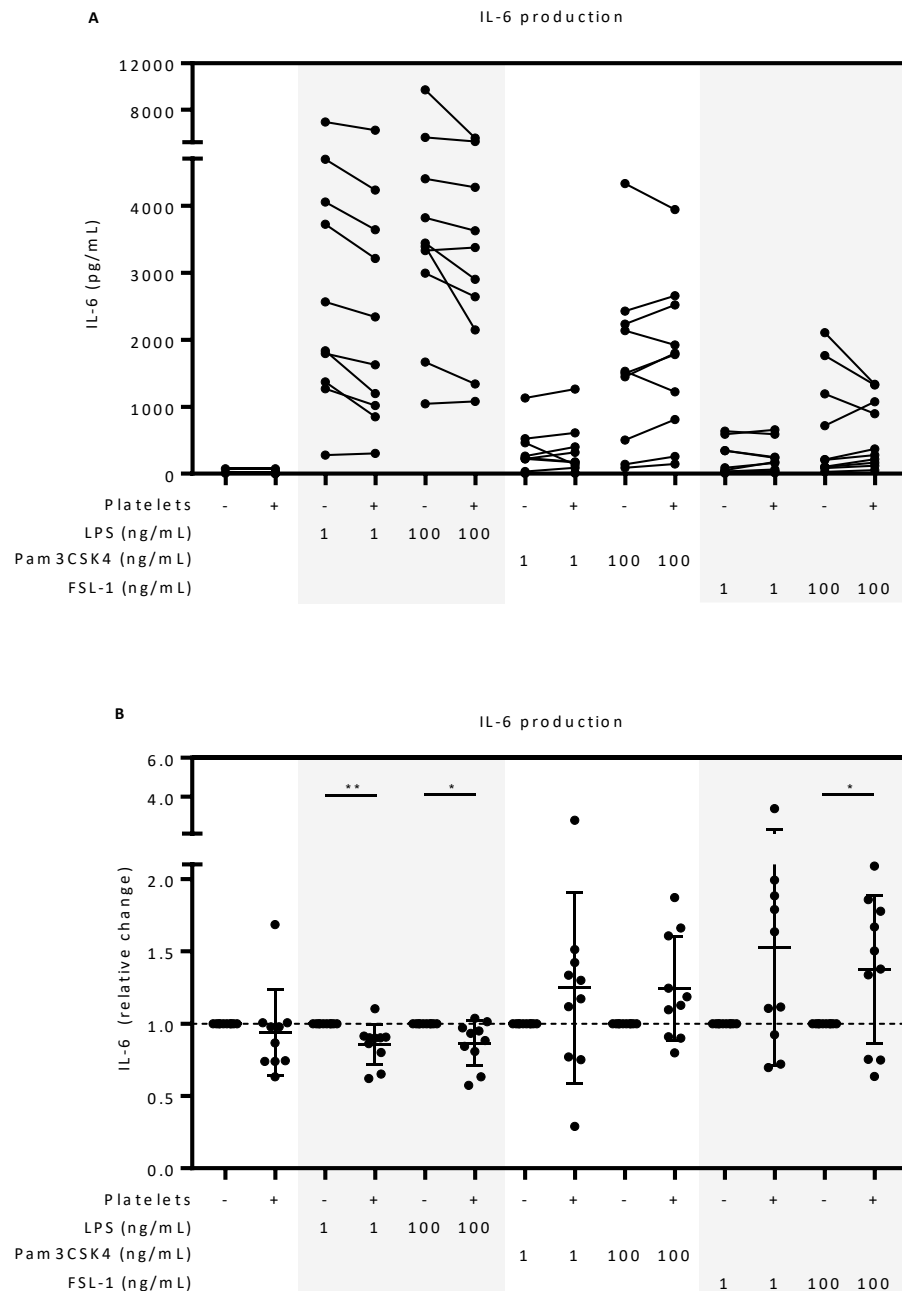 A
IL-6 production
12000
8000
4000
3000
2000
1000
0
IL-6 (pg/mL)
Platelets - + - + - + - + - + - + - +
LPS (ng/mL) 1 1 100 100
Pam3CSK4 (ng/mL) 1 1 100 100
FSL-1 (ng/mL) 1 1 100 100
B
IL-6 production
6.0
4.0
2.0
1.5
1.0
0.5
0.0
IL-6 (relative change)
** * *
Platelets - + - + - + - + - + - + - +
LPS (ng/mL) 1 1 100 100
Pam3CSK4 (ng/mL) 1 1 100 100
FSL-1 (ng/mL) 1 1 100 100